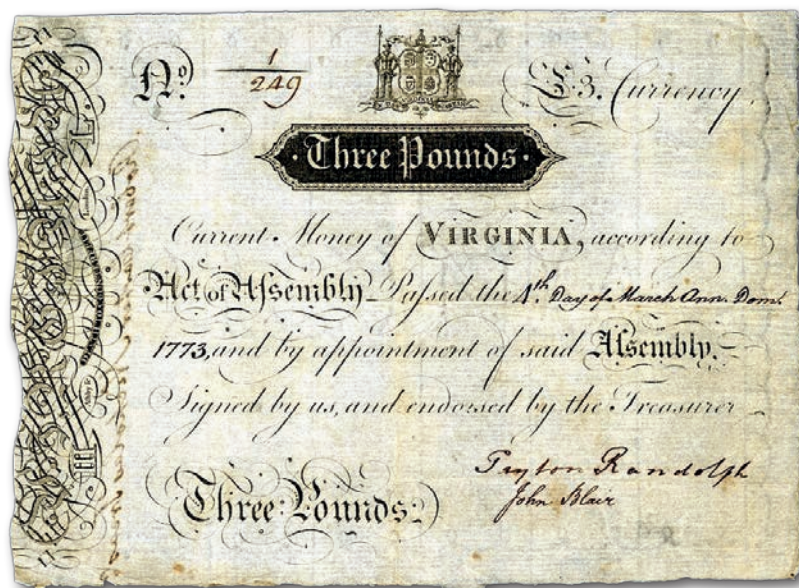 No. 1
249
£.3. Currency.
· Three Pounds ·
Current Money of VIRGINIA, according to
Act of Assembly Passed the 4th. Day of March Ann. Dom.
1773, and by appointment of said Assembly.
Signed by us, and endorsed by the Treasurer
Three Pounds:
Peyton Randolph
John Blair